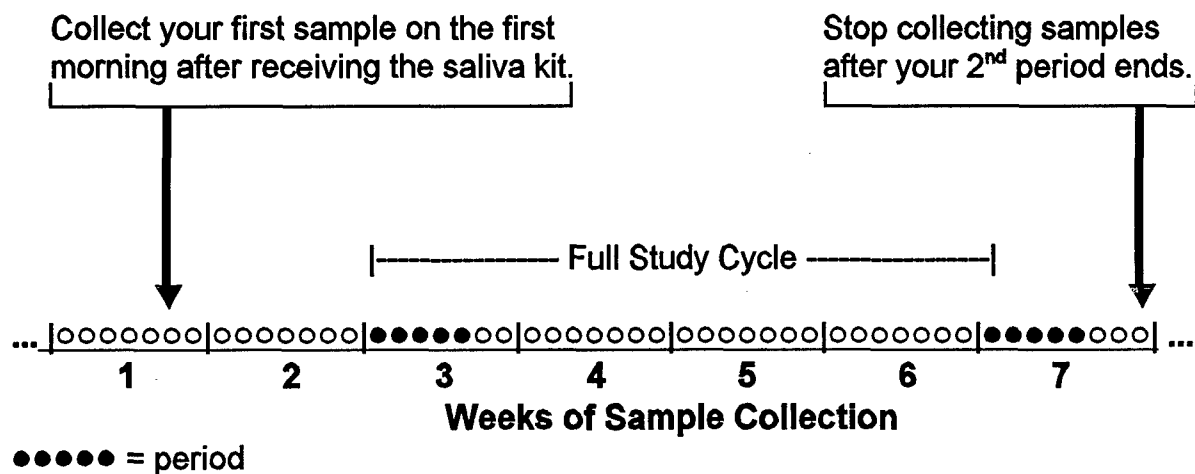 Collect your first sample on the first
morning after receiving the saliva kit.
Stop collecting samples
after your 2nd period ends.
Full Study Cycle
... ...
1 2 3 4 5 6 7
Weeks of Sample Collection
●●●●● = period